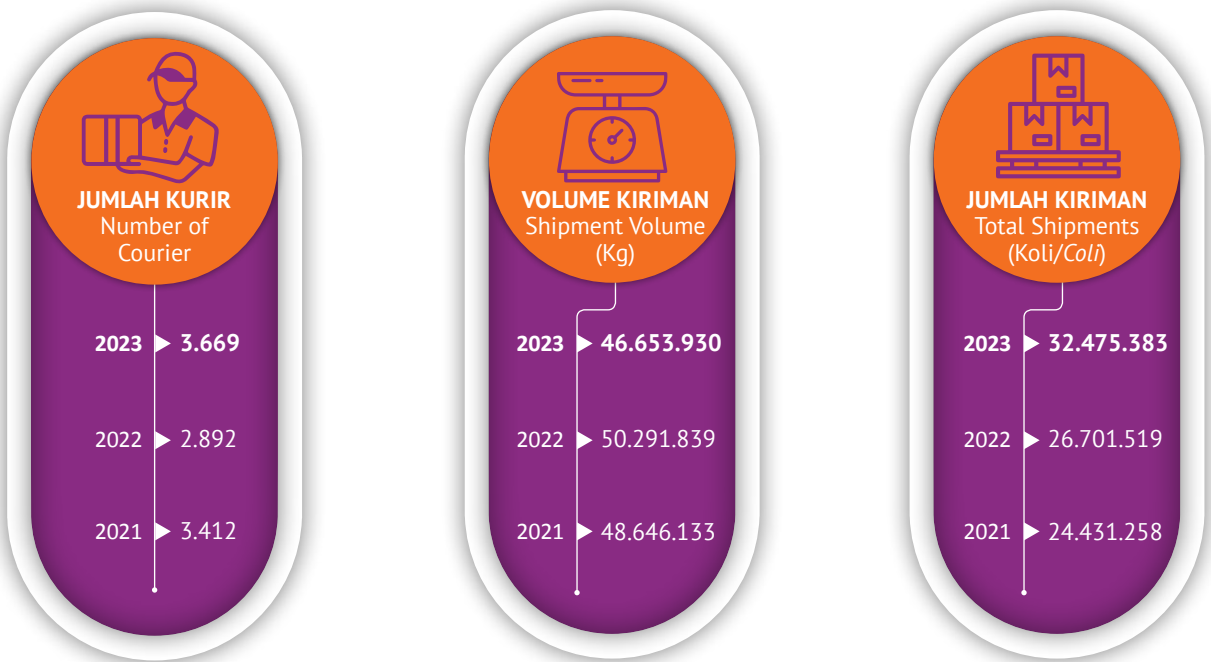 JUMLAH KURIR
Number of
Courier
2023 3.669
2022 2.892
2021 3.412
VOLUME KIRIMAN
Shipment Volume
(Kg)
2023 46.653.930
2022 50.291.839
2021 48.646.133
JUMLAH KIRIMAN
Total Shipments
(Koli/Coli)
2023 32.475.383
2022 26.701.519
2021 24.431.258